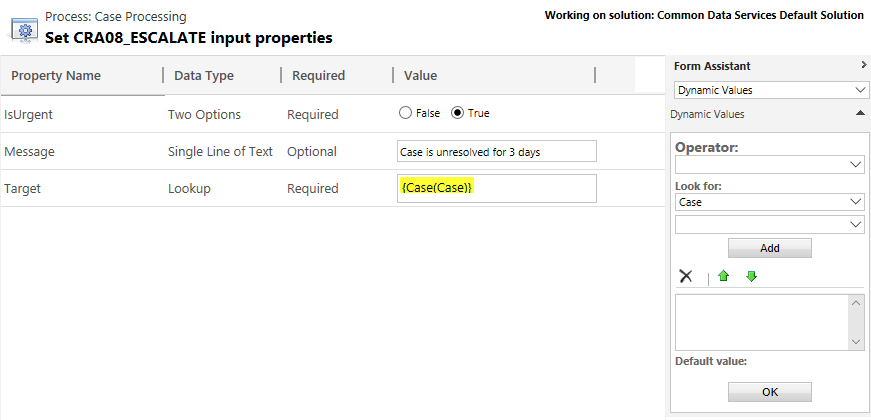 Process: Case Processing
Working on solution: Common Data Services Default Solution
Set CRA08_ESCALATE input properties
Property Name Data Type Required Value
IsUrgent Two Options Required False True
Message Single Line of Text Optional Case is unresolved for 3 days
Target Lookup Required {Case(Case)}
Form Assistant
Dynamic Values
Dynamic Values
Operator:
Look for:
Case
Add
Default value:
OK